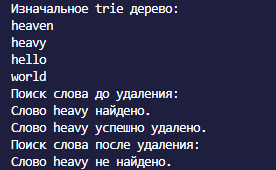 Изначальное trie дерево:
heaven
heavy
hello
world
Поиск слова до удаления:
Слово heavy найдено.
Слово heavy успешно удалено.
Поиск слова после удаления:
Слово heavy не найдено.